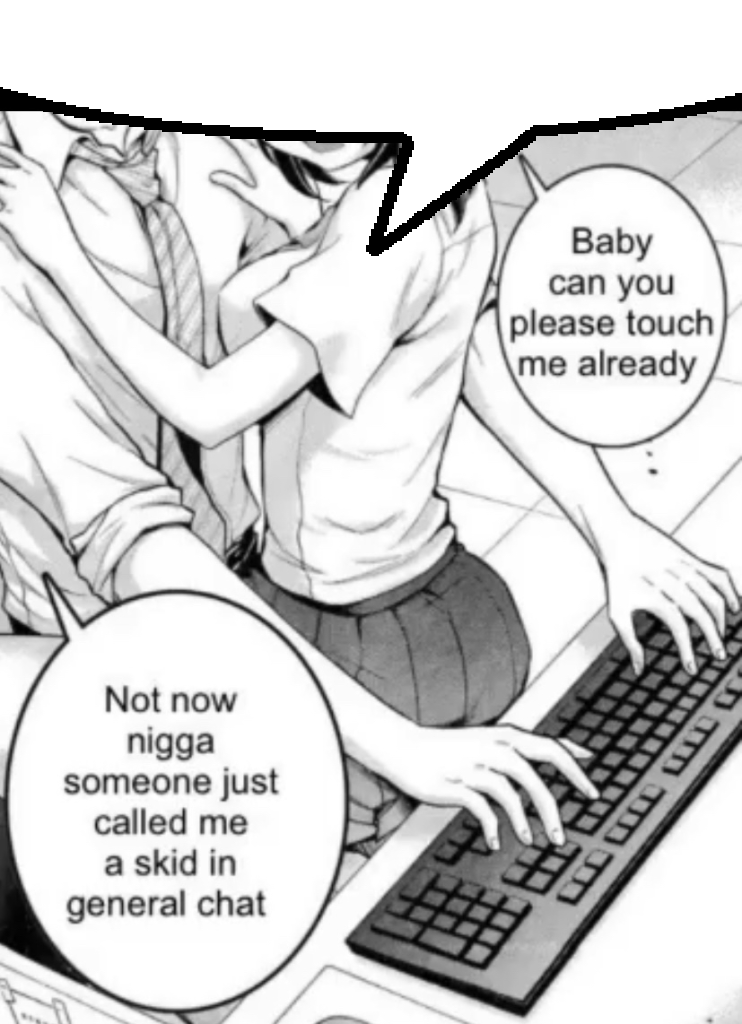 Baby
can you
please touch
me already
Not now
nigga
someone just
called me
a skid in
general chat